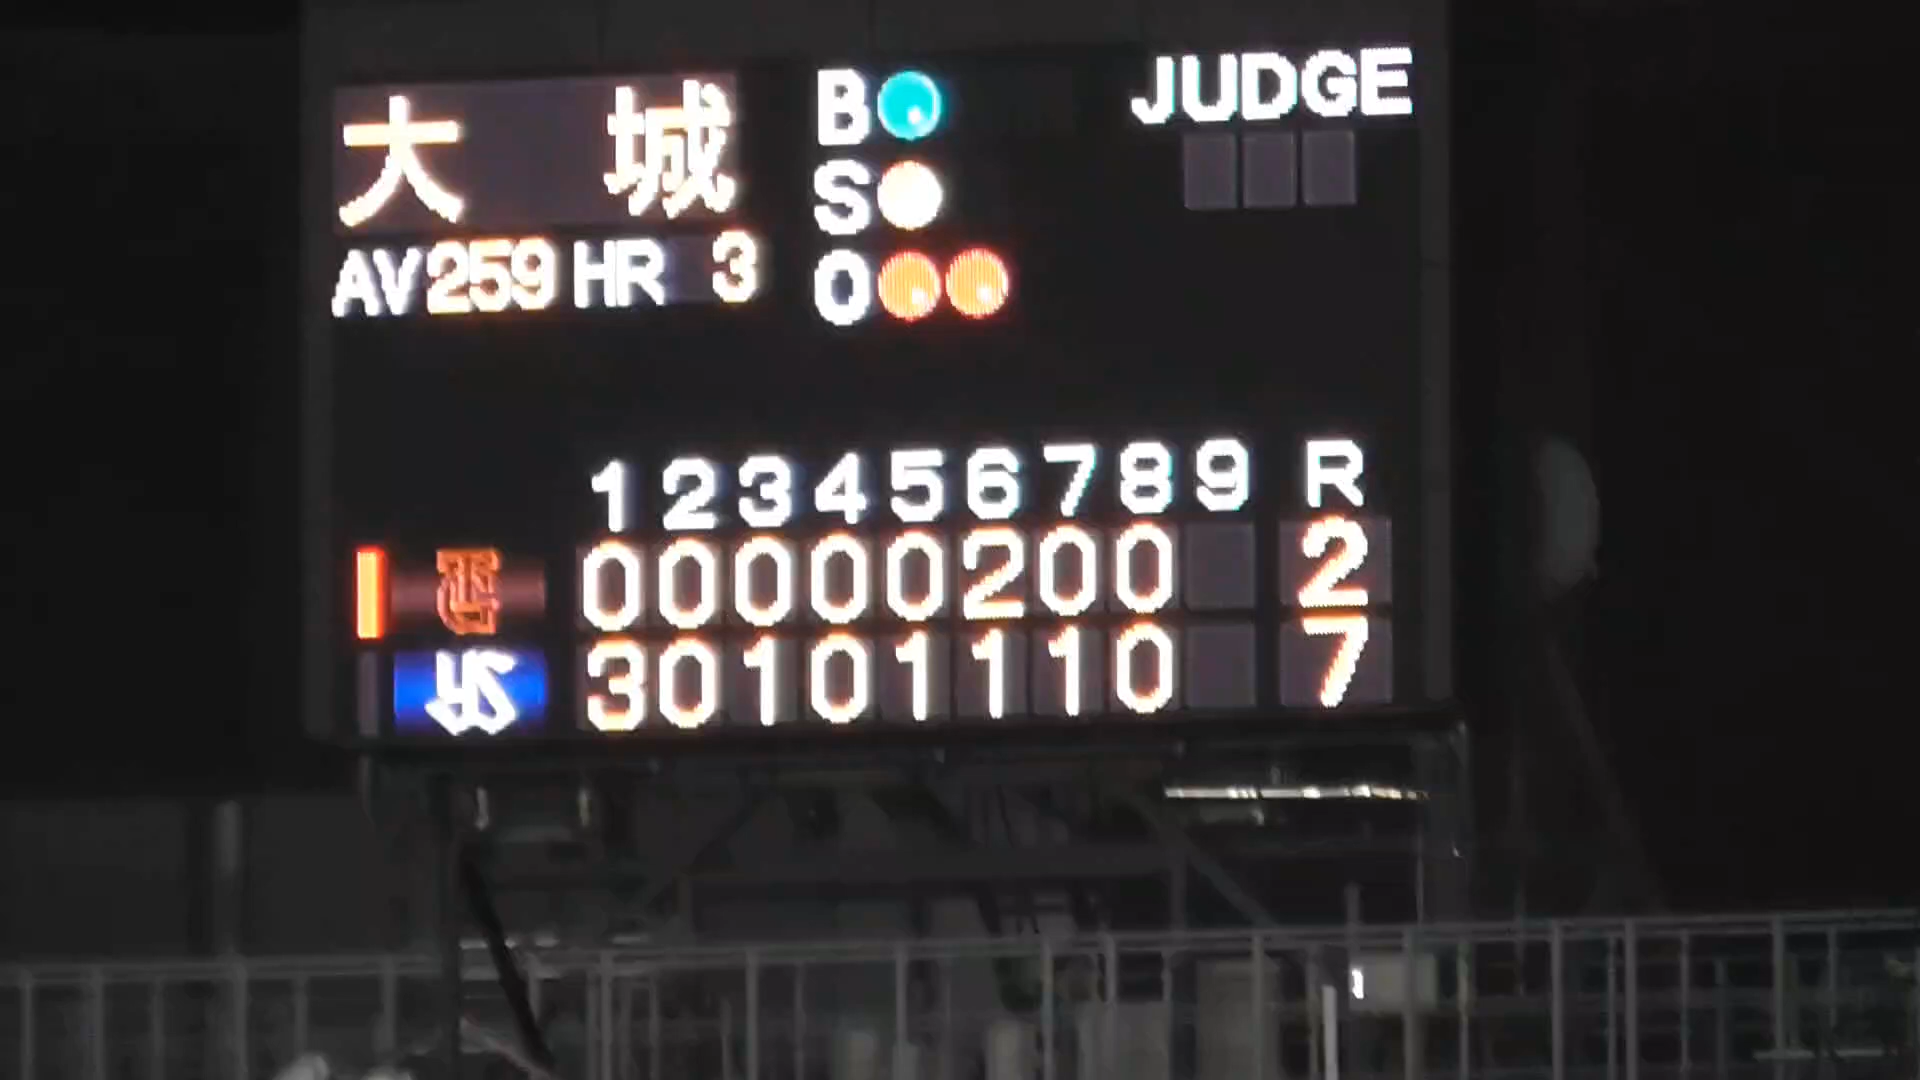 大 城
AV259 HR 3
B
S
O
JUDGE
1 2 3 4 5 6 7 8 9 R
0 0 0 0 0 2 0 0 2
YS 3 0 1 0 1 1 1 0 7